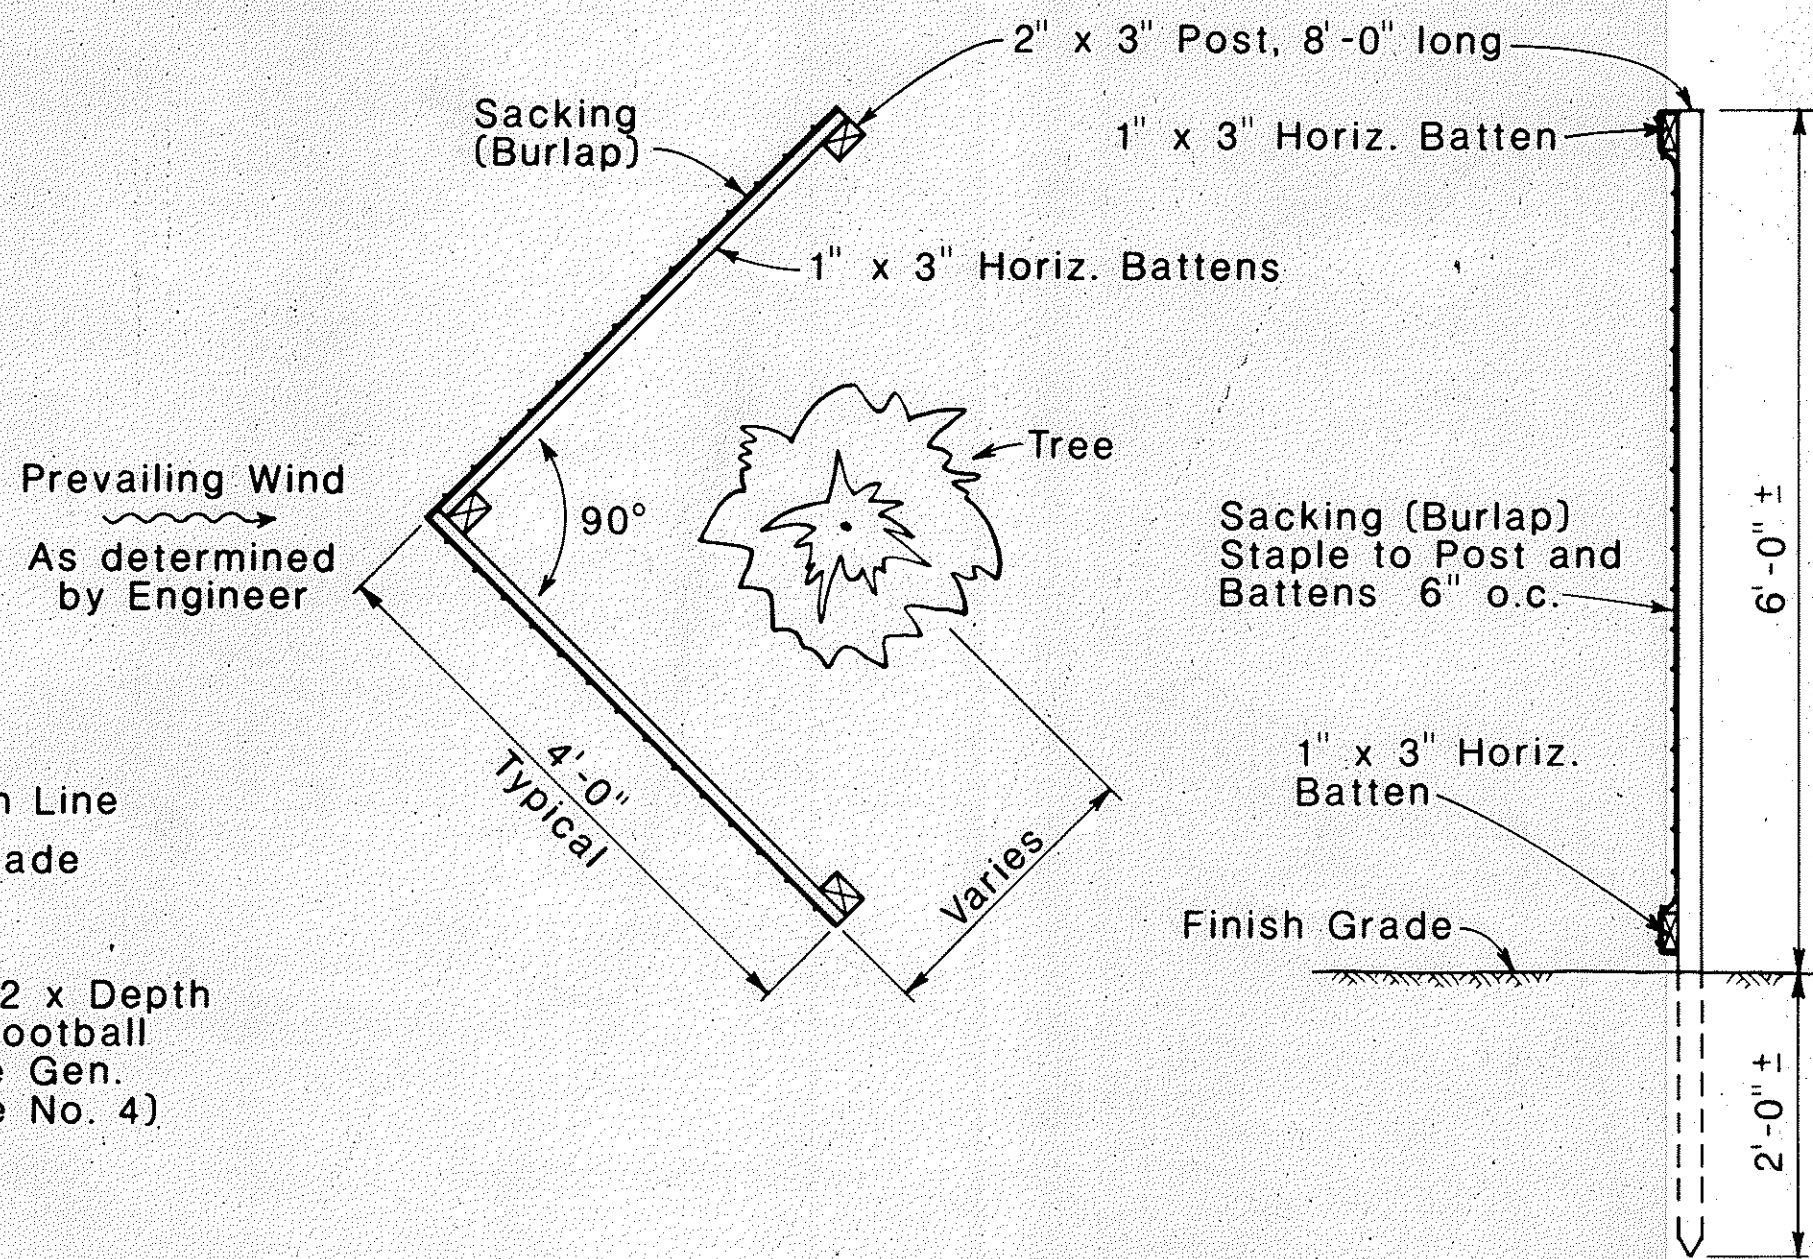 2" x 3" Post, 8'-0" long
Sacking
(Burlap)
1" x 3" Horiz. Batten
1" x 3" Horiz. Battens
Tree
Prevailing Wind
As determined
by Engineer
90°
Sacking (Burlap)
Staple to Post and
Battens 6" o.c.
6'-0" ±
4'-0"
Typical
Varies
1" x 3" Horiz.
Batten
Finish Grade
2'-0" ±
Line
2 x Depth
Gen.
No. 4)